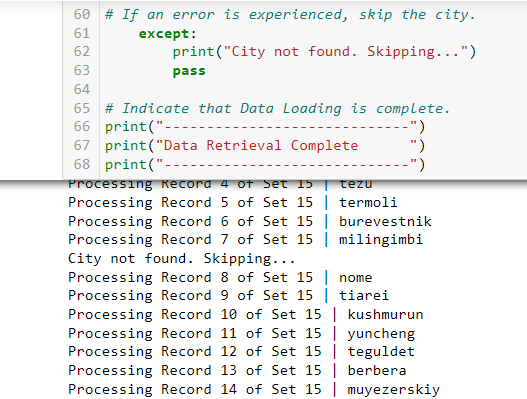 60 # If an error is experienced, skip the city.
61     except:
62         print("City not found. Skipping...")
63         pass
64
65 # Indicate that Data Loading is complete.
66 print("-----------------------------")
67 print("Data Retrieval Complete      ")
68 print("-----------------------------")
Processing Record 4 of Set 15 | tezu
Processing Record 5 of Set 15 | termoli
Processing Record 6 of Set 15 | burevestnik
Processing Record 7 of Set 15 | milingimbi
City not found. Skipping...
Processing Record 8 of Set 15 | nome
Processing Record 9 of Set 15 | tiarei
Processing Record 10 of Set 15 | kushmurun
Processing Record 11 of Set 15 | yuncheng
Processing Record 12 of Set 15 | teguldet
Processing Record 13 of Set 15 | berbera
Processing Record 14 of Set 15 | muyezerskiy